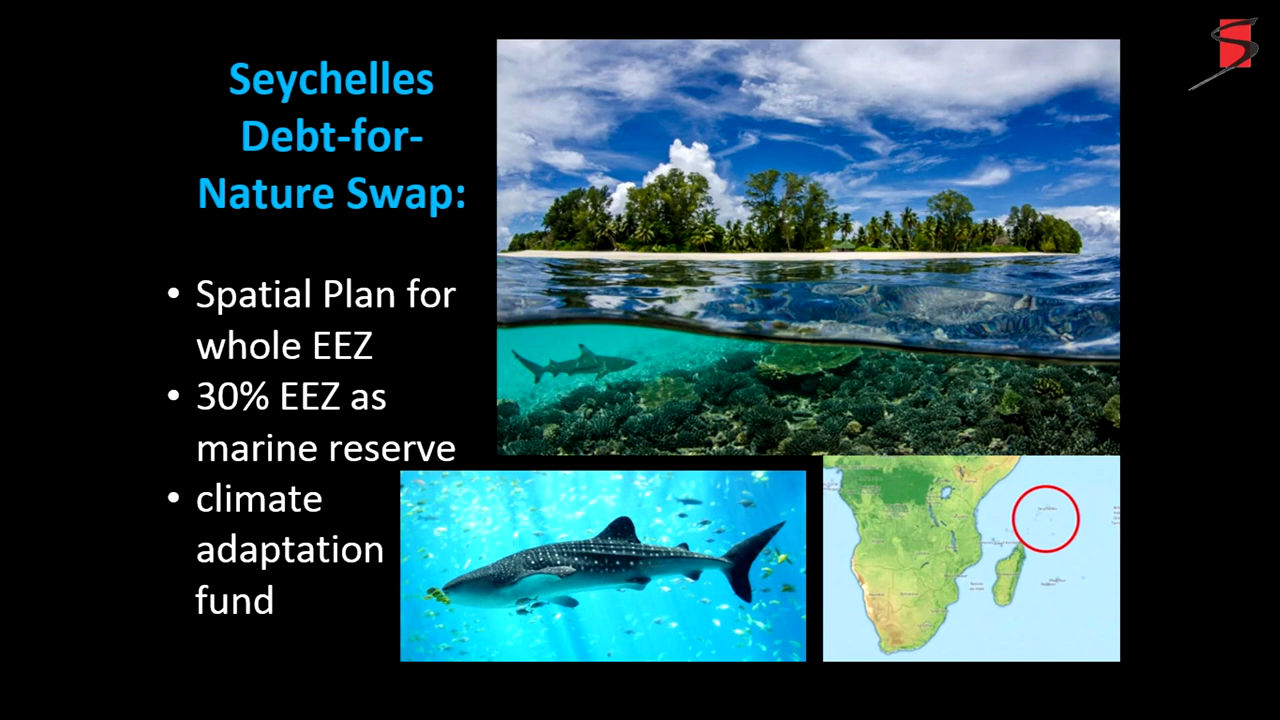 Seychelles
Debt-for-
Nature Swap:
• Spatial Plan for
whole EEZ
• 30% EEZ as
marine reserve
• climate
adaptation
fund